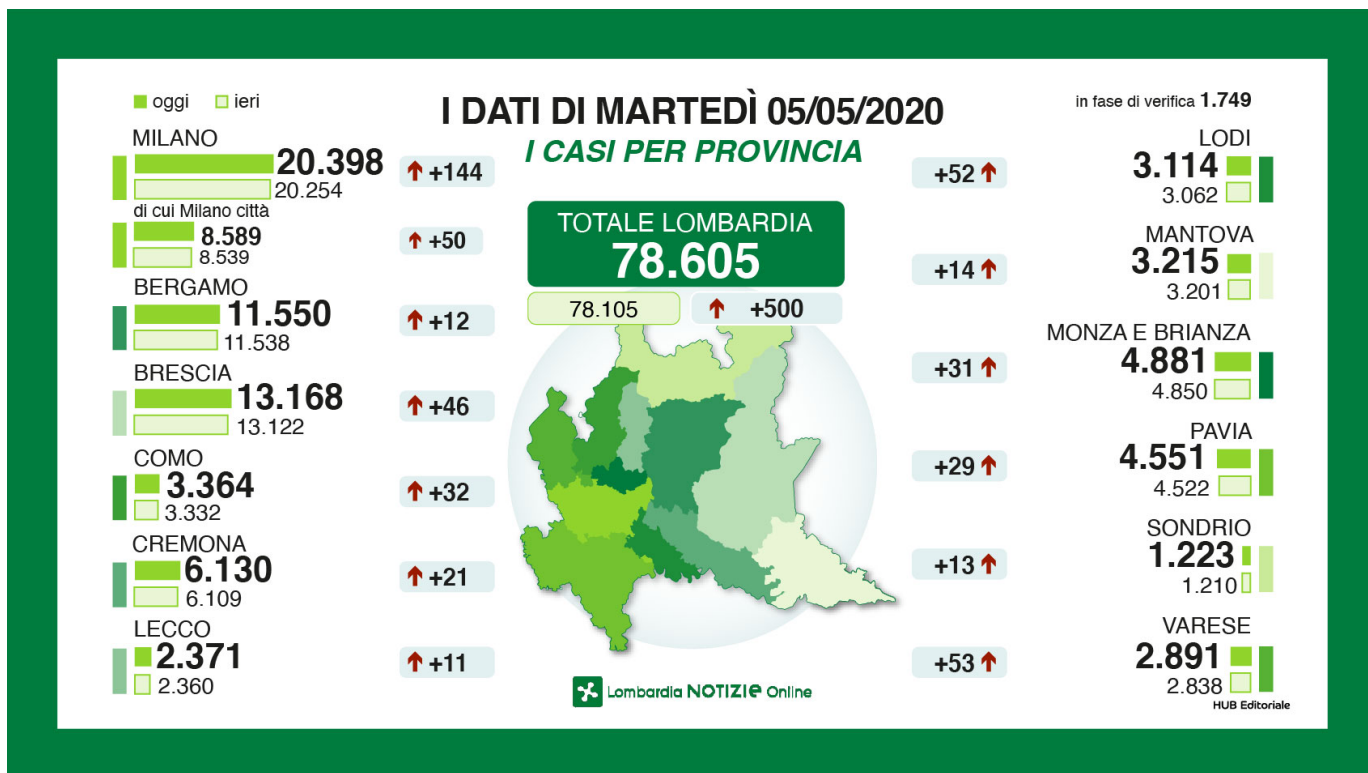 oggi ieri
I DATI DI MARTEDÌ 05/05/2020
I CASI PER PROVINCIA
in fase di verifica 1.749
TOTALE LOMBARDIA
78.605
78.105 +500
MILANO
20.398
20.254
+144
di cui Milano città
8.589
8.539
+50
BERGAMO
11.550
11.538
+12
BRESCIA
13.168
13.122
+46
COMO
3.364
3.332
+32
CREMONA
6.130
6.109
+21
LECCO
2.371
2.360
+11
LODI
+52
3.114
3.062
MANTOVA
+14
3.215
3.201
MONZA E BRIANZA
+31
4.881
4.850
PAVIA
+29
4.551
4.522
SONDRIO
+13
1.223
1.210
VARESE
+53
2.891
2.838
Lombardia NOTIZIE Online
HUB Editoriale